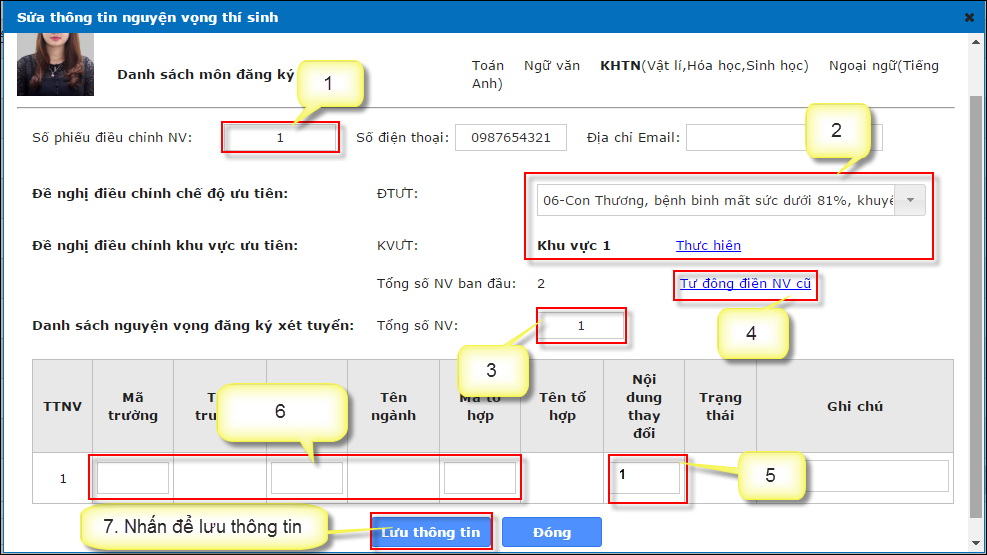 Sửa thông tin nguyện vọng thí sinh
Danh sách môn đăng ký
1
Toán Ngữ văn KHTN(Vật lí,Hóa học,Sinh học) Ngoại ngữ(Tiếng
Anh)
Số phiếu điều chỉnh NV: 1 Số điện thoại: 0987654321 Địa chỉ Email:
2
Đề nghị điều chỉnh chế độ ưu tiên: ĐTƯT: 06-Con Thương, bệnh binh mất sức dưới 81%, khuyế
Đề nghị điều chỉnh khu vực ưu tiên: KVƯT: Khu vực 1 Thực hiện
Tổng số NV ban đầu: 2 Tự động điền NV cũ
Danh sách nguyện vọng đăng ký xét tuyển: Tổng số NV: 1
4
3
TTNV
Mã
trường
6
Tên
ngành
Mã tổ
hợp
Tên tổ
hợp
Nội
dung
thay
đổi
Trạng
thái
Ghi chú
1 1
5
7. Nhấn để lưu thông tin
Lưu thông tin Đóng